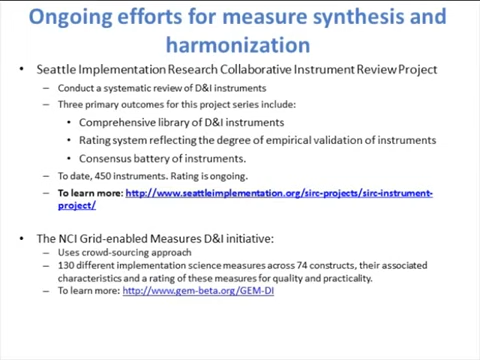 Ongoing efforts for measure synthesis and
harmonization
• Seattle Implementation Research Collaborative Instrument Review Project
– Conduct a systematic review of D&I instruments
– Three primary outcomes for this project series include:
• Comprehensive library of D&I instruments
• Rating system reflecting the degree of empirical validation of instruments
• Consensus battery of instruments.
– To date, 450 instruments. Rating is ongoing.
– To learn more: http://www.seattleimplementation.org/sirc-projects/sirc-instrument-
project/
• The NCI Grid-enabled Measures D&I initiative:
– Uses crowd-sourcing approach
– 130 different implementation science measures across 74 constructs, their associated
characteristics and a rating of these measures for quality and practicality.
– To learn more: http://www.gem-beta.org/GEM-DI